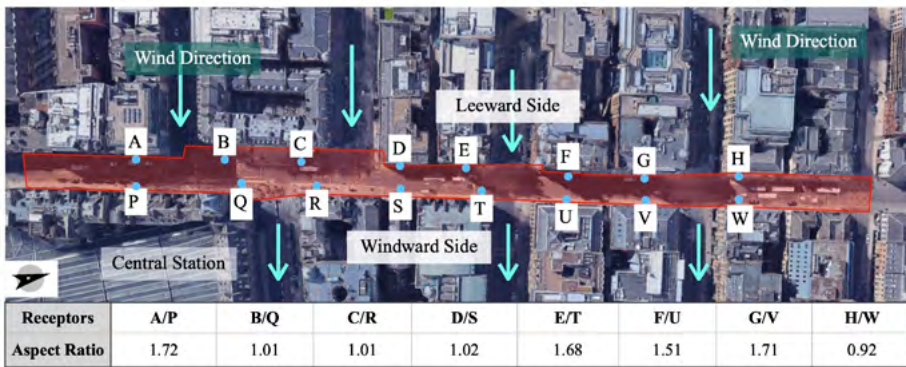 Wind Direction
Wind Direction
Leeward Side
A
B
C
D
E
F
G
H
P
Q
R
S
T
U
V
W
Central Station
Windward Side
Receptors A/P B/Q C/R D/S E/T F/U G/V H/W
Aspect Ratio 1.72 1.01 1.01 1.02 1.68 1.51 1.71 0.92